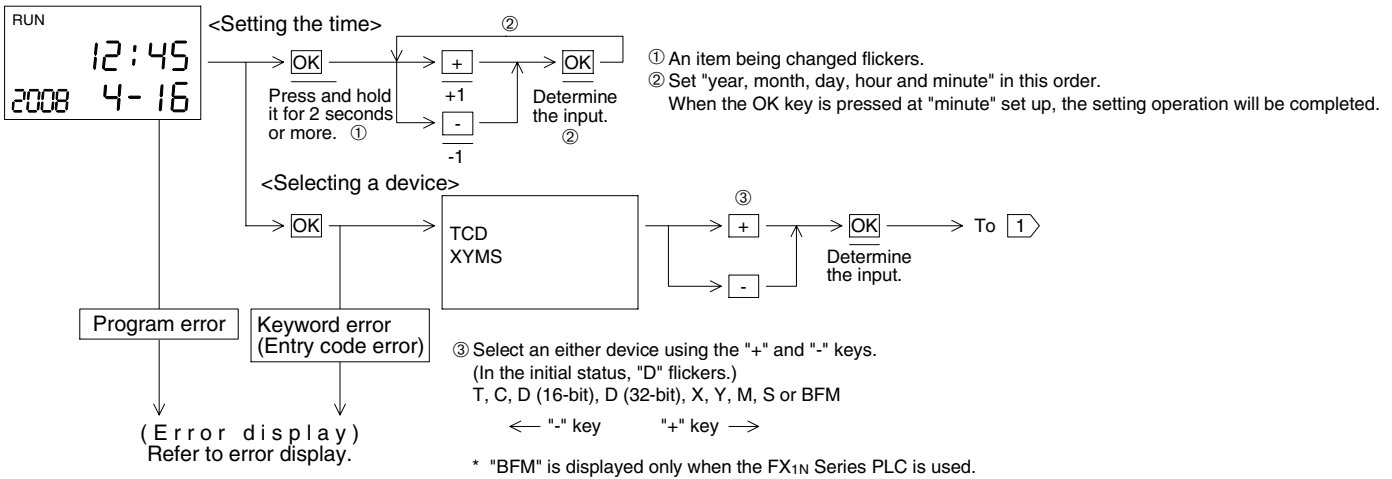 RUN
12:45
2008 4-16
<Setting the time>
OK
Press and hold
it for 2 seconds
or more. ①
②
+
+1
-
-1
OK
Determine
the input.
②
① An item being changed flickers.
② Set "year, month, day, hour and minute" in this order.
When the OK key is pressed at "minute" set up, the setting operation will be completed.
<Selecting a device>
OK
TCD
XYMS
③
+
-
OK
Determine
the input.
To 1
Program error
Keyword error
(Entry code error)
(Error display)
Refer to error display.
③ Select an either device using the "+" and "-" keys.
(In the initial status, "D" flickers.)
T, C, D (16-bit), D (32-bit), X, Y, M, S or BFM
← "-" key "+" key →
* "BFM" is displayed only when the FX1N Series PLC is used.